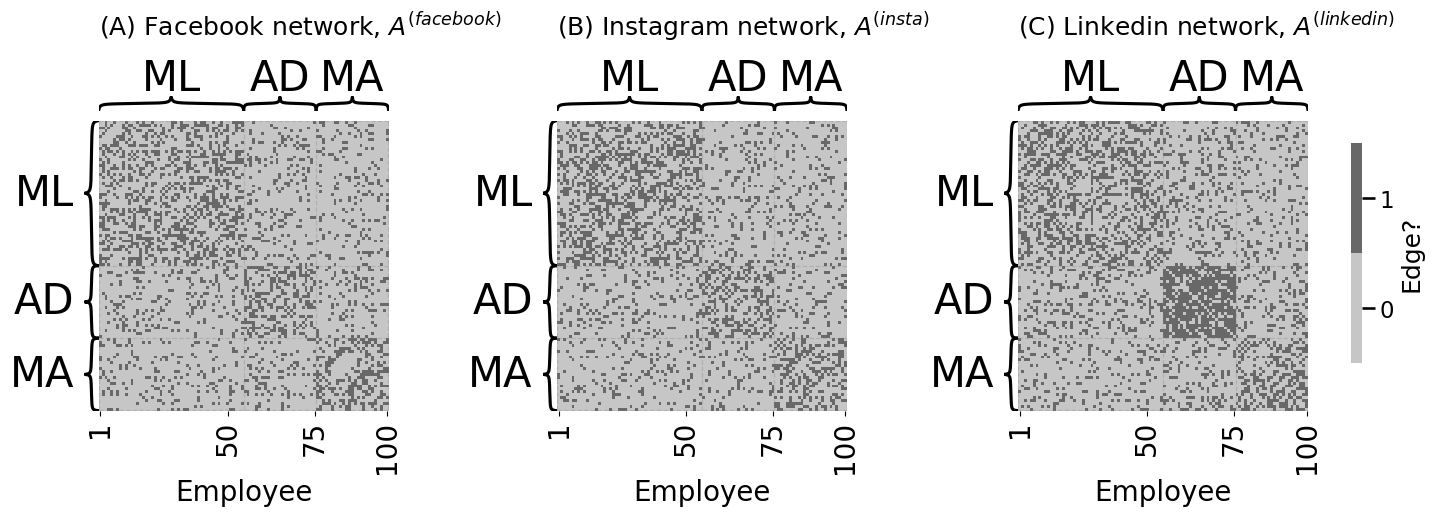 (A) Facebook network, A^(facebook)
(B) Instagram network, A^(insta)
(C) Linkedin network, A^(linkedin)
ML AD MA
ML AD MA
ML AD MA
ML
AD
MA
ML
AD
MA
ML
AD
MA
1 50 75 100
1 50 75 100
1 50 75 100
Employee
Employee
Employee
1
0
Edge?